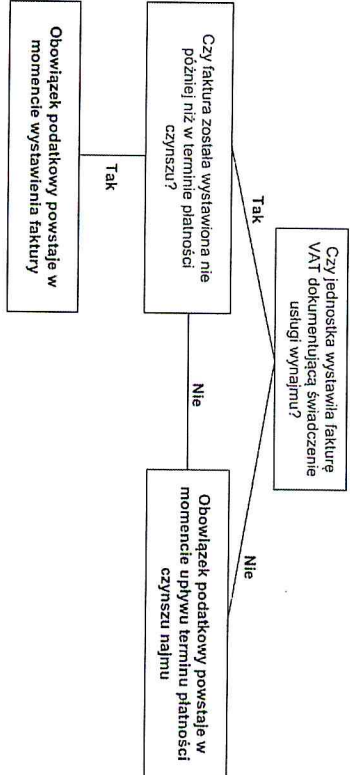 Czy jednostka wystawiła fakturę
VAT dokumentującą świadczenie
usługi wynajmu?
Tak
Nie
Czy faktura została wystawiona nie
później niż w terminie płatności
czynszu?
Nie
Obowiązek podatkowy powstaje w
momencie upływu terminu płatności
czynszu najmu
Tak
Obowiązek podatkowy powstaje w
momencie wystawienia faktury